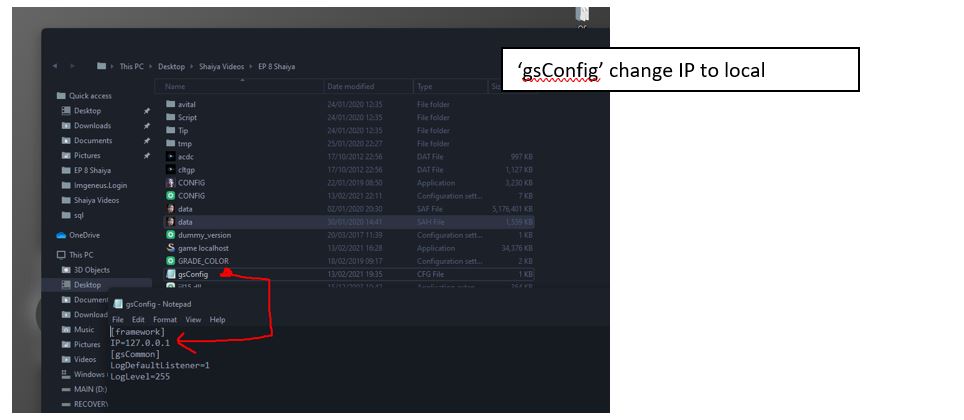 ‘gsConfig’ change IP to local
This PC > Desktop > Shaiya Videos > EP 8 Shaiya
Name Date modified Type
Quick access
Desktop
Downloads
Documents
Pictures
EP 8 Shaiya
Imgeneus.Login
Shaiya Videos
sql
OneDrive
This PC
3D Objects
Desktop
Music
Pictures
Videos
MAIN (D:)
avital 24/01/2020 12:35 File folder
Script 24/01/2020 12:35 File folder
Tip 24/01/2020 12:35 File folder
tmp 25/01/2020 22:27 File folder
acdc 17/10/2012 22:56 DAT File 997 KB
cltgp 17/10/2012 22:56 DAT File 1,127 KB
CONFIG 22/01/2019 08:50 Application 3,230 KB
CONFIG 13/02/2021 22:11 Configuration sett... 7 KB
data 02/01/2020 20:30 SAF File 5,176,401 KB
data 30/01/2020 14:41 SAH File 1,559 KB
dummy_version 20/03/2017 11:39 Configuration sett... 1 KB
game localhost 13/02/2021 16:28 Application 34,376 KB
GRADE_COLOR 18/02/2019 09:17 Configuration sett... 2 KB
gsConfig 13/02/2021 19:35 CFG File 1 KB
gsConfig - Notepad
File Edit Format View Help
[framework]
IP=127.0.0.1
[gsCommon]
LogDefaultListener=1
LogLevel=255